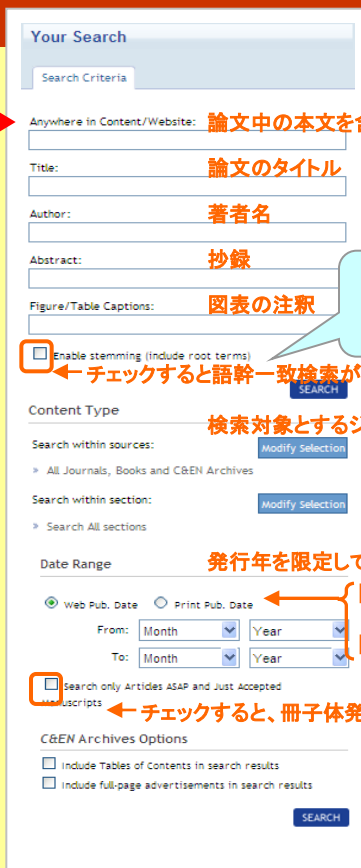 Your Search
Search Criteria
Anywhere in Content/Website: 論文中の本文を含
Title: 論文のタイトル
Author: 著者名
Abstract: 抄録
Figure/Table Captions: 図表の注釈
Enable stemming (include root terms)
チェックすると語幹一致検索が
SEARCH
Content Type
検索対象とするジ
Search within sources: Modify Selection
» All Journals, Books and C&EN Archives
Search within section: Modify Selection
» Search All sections
Date Range 発行年を限定して
Web Pub. Date Print Pub. Date
From: Month Year
To: Month Year
Search only Articles ASAP and Just Accepted
Manuscripts
チェックすると、冊子体発
C&EN Archives Options
Include Tables of Contents in search results
Include full-page advertisements in search results
SEARCH